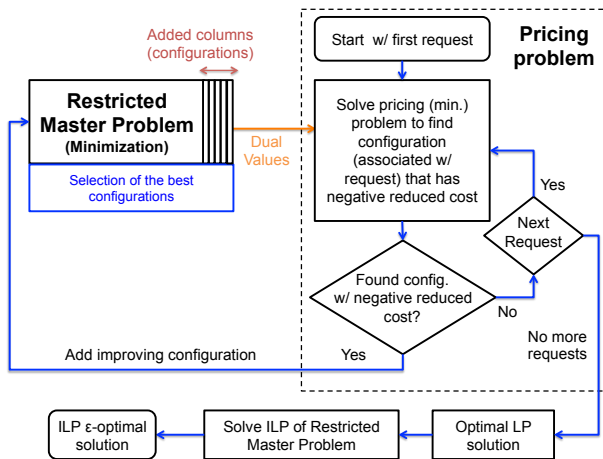 Added columns
(configurations)
Start w/ first request
Pricing
problem
Restricted
Master Problem
(Minimization)
Selection of the best
configurations
Dual
Values
Solve pricing (min.)
problem to find
configuration
(associated w/
request) that has
negative reduced cost
Yes
Next
Request
Found config.
w/ negative reduced
cost?
No
No more
requests
Add improving configuration
Yes
ILP ε-optimal
solution
Solve ILP of Restricted
Master Problem
Optimal LP
solution